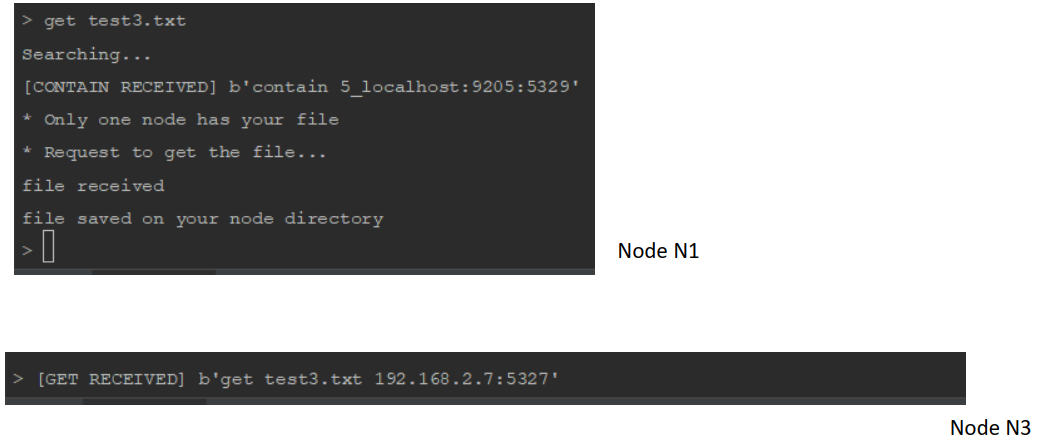 > get test3.txt
Searching...
[CONTAIN RECEIVED] b'contain 5_localhost:9205:5329'
* Only one node has your file
* Request to get the file...
file received
file saved on your node directory
>
Node N1
> [GET RECEIVED] b'get test3.txt 192.168.2.7:5327'
Node N3